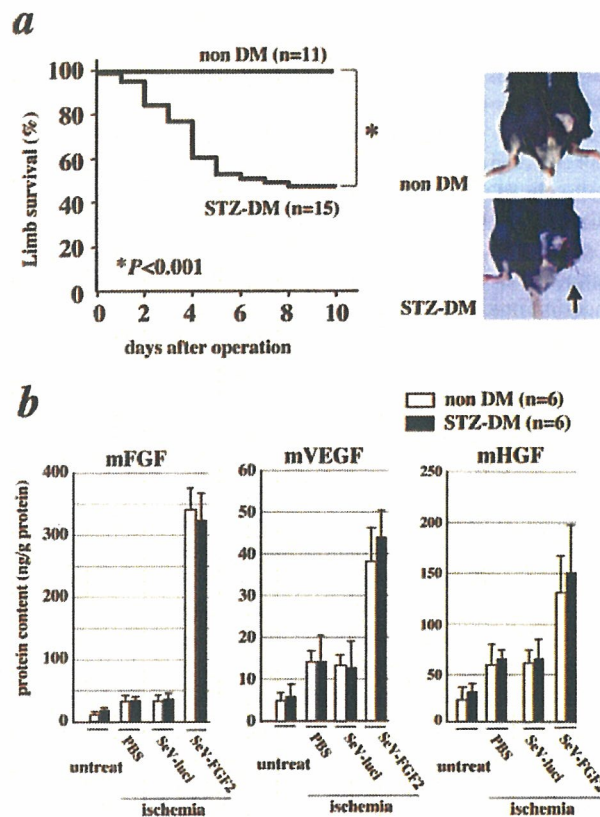 a
non DM (n=11)
100
80
60
40
20
0
Limb survival (%)
*
STZ-DM (n=15)
*P<0.001
0 2 4 6 8 10
days after operation
non DM
STZ-DM
b
non DM (n=6)
STZ-DM (n=6)
mFGF
mVEGF
mHGF
protein content (ng/g protein)
400
300
200
100
0
60
50
40
30
20
10
0
250
200
150
100
50
0
untreat
PBS
SeV-luci
SeV-FGF2
ischemia
untreat
PBS
SeV-luci
SeV-FGF2
ischemia
untreat
PBS
SeV-luci
SeV-FGF2
ischemia